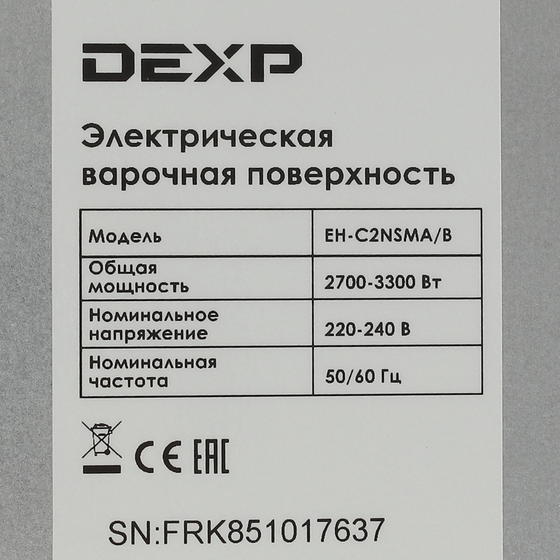 DEXP
Электрическая
варочная поверхность
Модель EH-C2NSMA/B
Общая
мощность 2700-3300 Вт
Номинальное
напряжение 220-240 В
Номинальная
частота 50/60 Гц
CE EAC
SN:FRK851017637